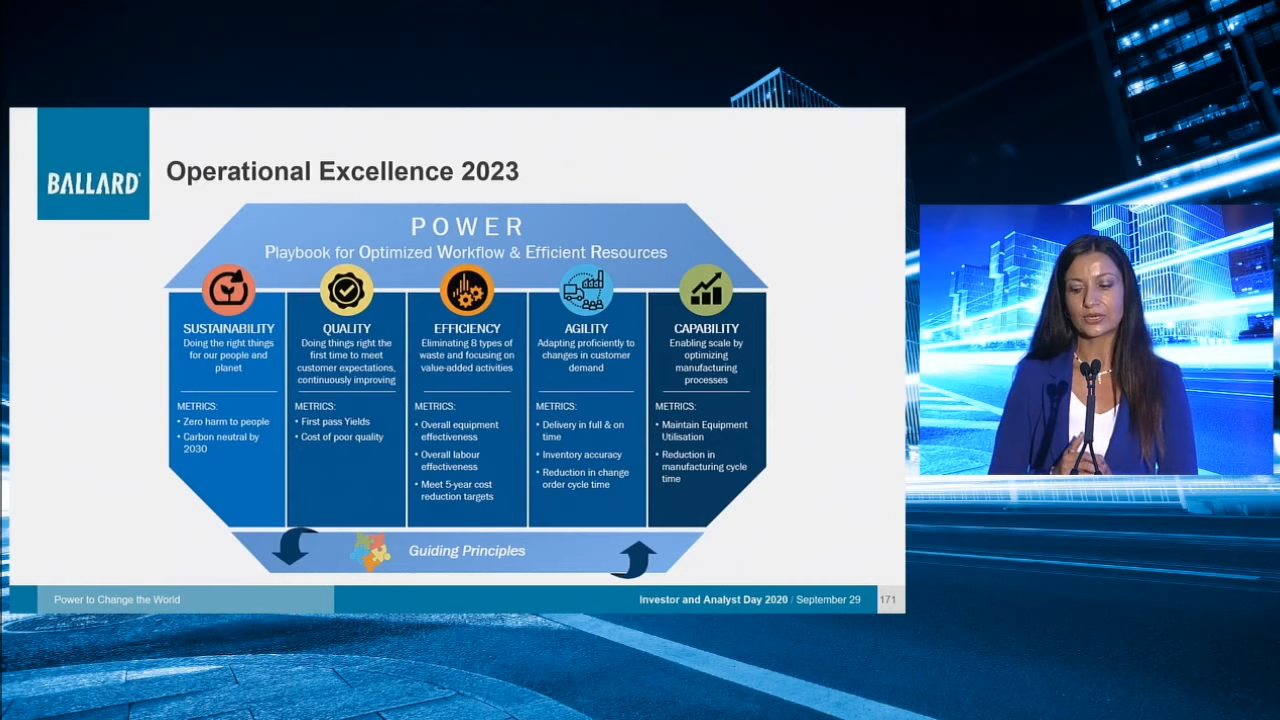 BALLARD
Operational Excellence 2023
POWER
Playbook for Optimized Workflow & Efficient Resources
SUSTAINABILITY
Doing the right things
for our people and
planet
METRICS:
• Zero harm to people
• Carbon neutral by
2030
QUALITY
Doing things right the
first time to meet
customer expectations,
continuously improving
METRICS:
• First pass Yields
• Cost of poor quality
EFFICIENCY
Eliminating 8 types of
waste and focusing on
value-added activities
METRICS:
• Overall equipment
effectiveness
• Overall labour
effectiveness
• Meet 5-year cost
reduction targets
AGILITY
Adapting proficiently to
changes in customer
demand
METRICS:
• Delivery in full & on
time
• Inventory accuracy
• Reduction in change
order cycle time
CAPABILITY
Enabling scale by
optimizing
manufacturing
processes
METRICS:
• Maintain Equipment
Utilisation
• Reduction in
manufacturing cycle
time
Guiding Principles
Power to Change the World
Investor and Analyst Day 2020 / September 29
171